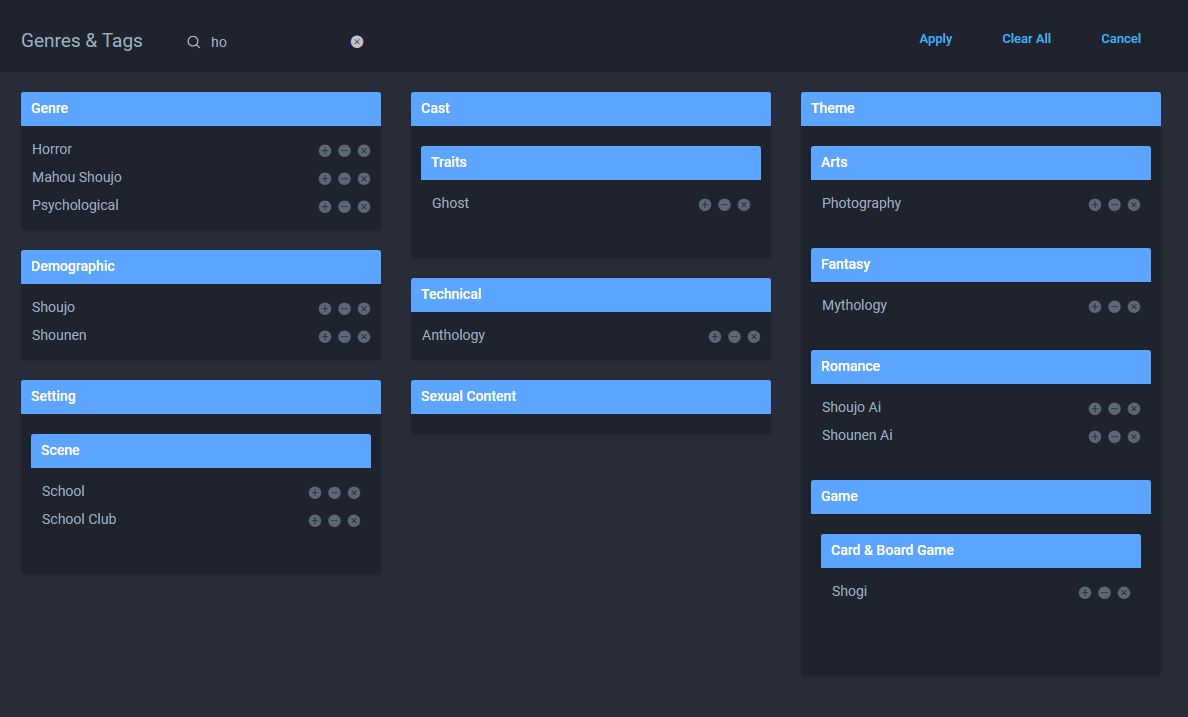 Genres & Tags
ho
Apply
Clear All
Cancel
Genre
Horror
Mahou Shoujo
Psychological
Demographic
Shoujo
Shounen
Setting
Scene
School
School Club
Cast
Traits
Ghost
Technical
Anthology
Sexual Content
Theme
Arts
Photography
Fantasy
Mythology
Romance
Shoujo Ai
Shounen Ai
Game
Card & Board Game
Shogi